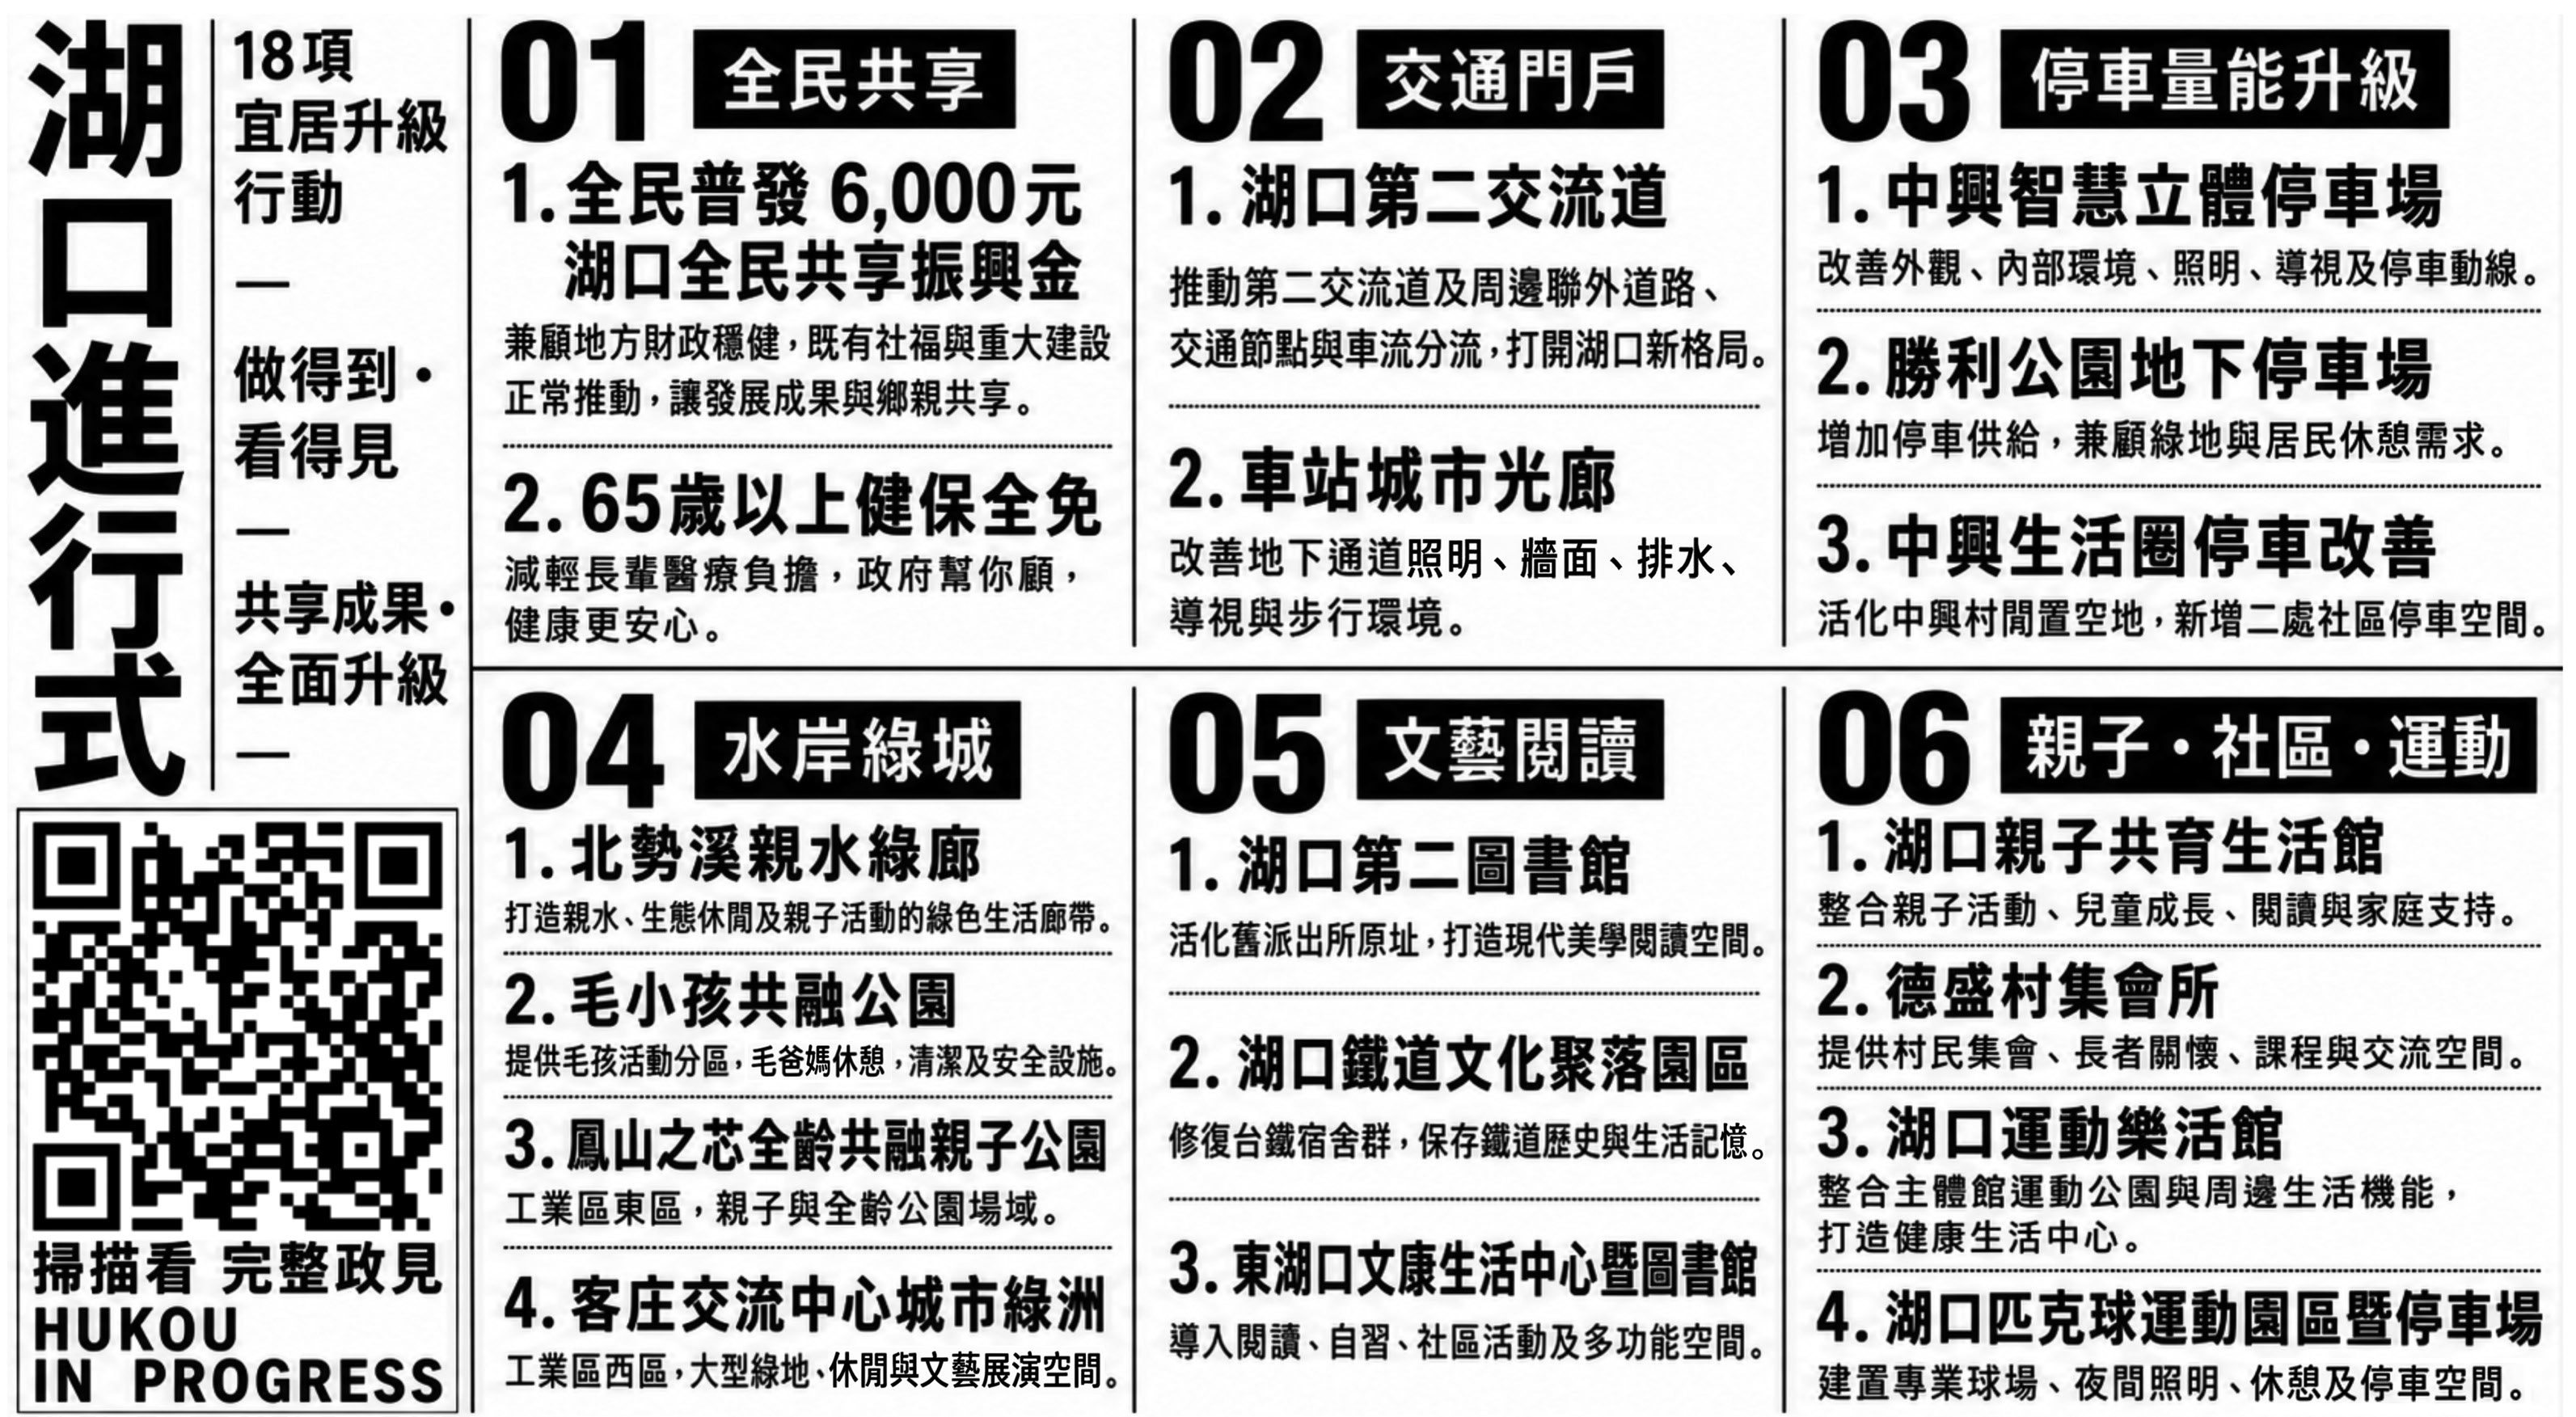 湖口進行式
18項
宜居升級
行動
—
做得到・
看得見
—
共享成果・
全面升級
—
掃描看 完整政見
HUKOU
IN PROGRESS
01 全民共享
1. 全民普發 6,000元
湖口全民共享振興金
兼顧地方財政穩健，既有社福與重大建設
正常推動，讓發展成果與鄉親共享。
2. 65歲以上健保全免
減輕長輩醫療負擔，政府幫你顧，
健康更安心。
02 交通門戶
1. 湖口第二交流道
推動第二交流道及周邊聯外道路、
交通節點與車流分流，打開湖口新格局。
2. 車站城市光廊
改善地下通道照明、牆面、排水、
導視與步行環境。
03 停車量能升級
1. 中興智慧立體停車場
改善外觀、內部環境、照明、導視及停車動線。
2. 勝利公園地下停車場
增加停車供給，兼顧綠地與居民休憩需求。
3. 中興生活圈停車改善
活化中興村閒置空地，新增二處社區停車空間。
04 水岸綠城
1. 北勢溪親水綠廊
打造親水、生態休閒及親子活動的綠色生活廊帶。
2. 毛小孩共融公園
提供毛孩活動分區，毛爸媽休憩，清潔及安全設施。
3. 鳳山之芯全齡共融親子公園
工業區東區，親子與全齡公園場域。
4. 客庄交流中心城市綠洲
工業區西區，大型綠地、休閒與文藝展演空間。
05 文藝閱讀
1. 湖口第二圖書館
活化舊派出所原址，打造現代美學閱讀空間。
2. 湖口鐵道文化聚落園區
修復台鐵宿舍群，保存鐵道歷史與生活記憶。
3. 東湖口文康生活中心暨圖書館
導入閱讀、自習、社區活動及多功能空間。
06 親子・社區・運動
1. 湖口親子共育生活館
整合親子活動、兒童成長、閱讀與家庭支持。
2. 德盛村集會所
提供村民集會、長者關懷、課程與交流空間。
3. 湖口運動樂活館
整合主體館運動公園與周邊生活機能，
打造健康生活中心。
4. 湖口匹克球運動園區暨停車場
建置專業球場、夜間照明、休憩及停車空間。